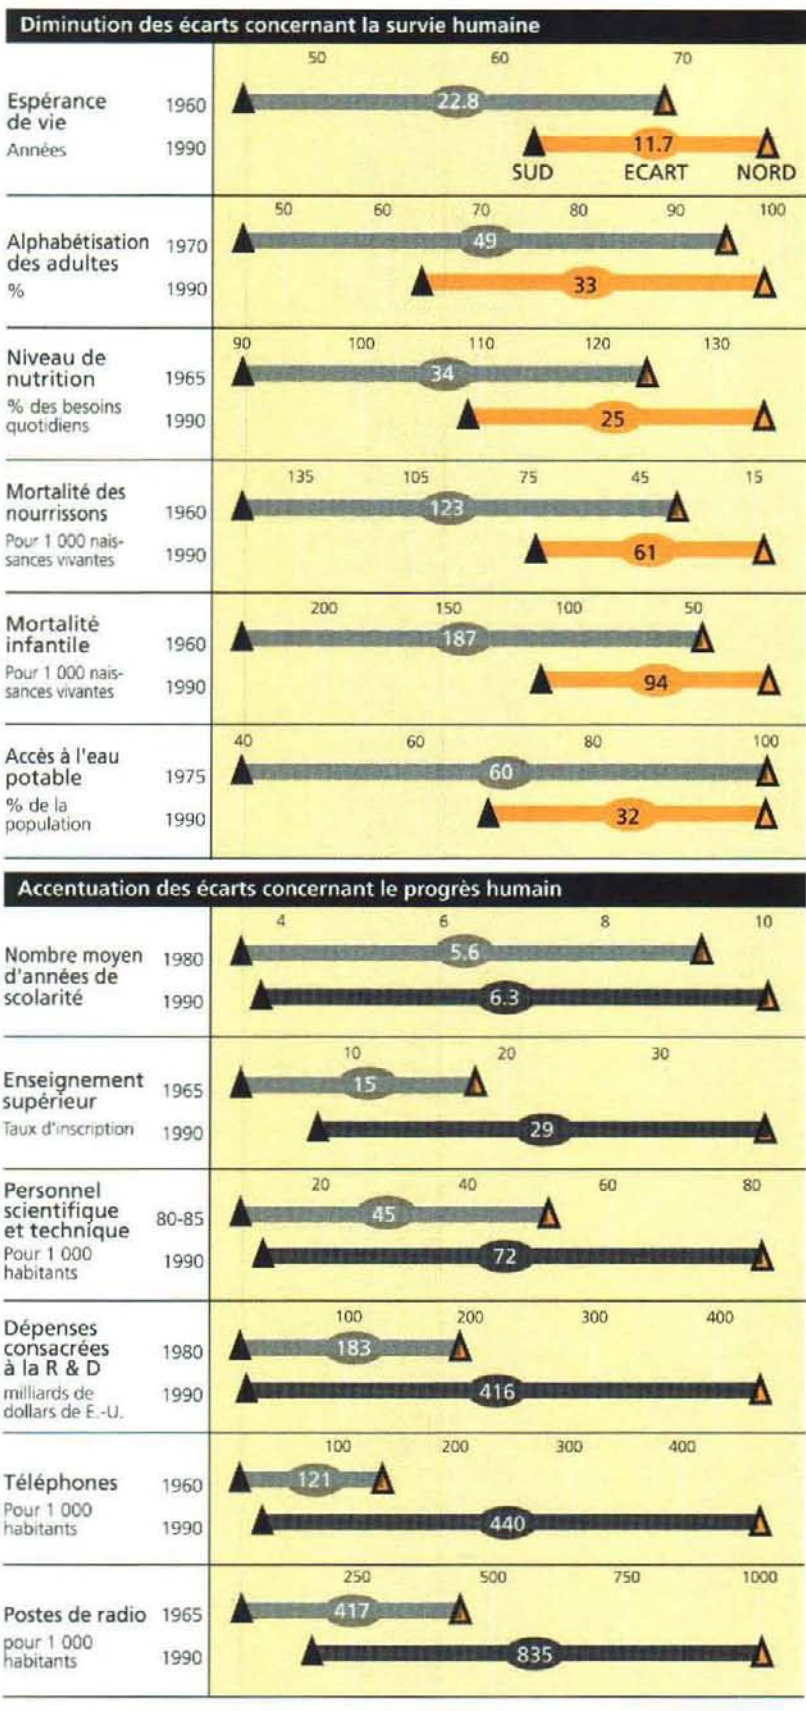 Diminution des écarts concernant la survie humaine
50 60 70
Espérance
de vie
Années
1960
22.8
1990
11.7
SUD ECART NORD
50 60 70 80 90 100
Alphabétisation
des adultes
%
1970
49
1990
33
90 100 110 120 130
Niveau de
nutrition
% des besoins
quotidiens
1965
34
1990
25
135 105 75 45 15
Mortalité des
nourrissons
Pour 1 000 nais-
sances vivantes
1960
123
1990
61
200 150 100 50
Mortalité
infantile
Pour 1 000 nais-
sances vivantes
1960
187
1990
94
40 60 80 100
Accès à l'eau
potable
% de la
population
1975
60
1990
32
Accentuation des écarts concernant le progrès humain
4 6 8 10
Nombre moyen
d'années de
scolarité
1980
5.6
1990
6.3
10 20 30
Enseignement
supérieur
Taux d'inscription
1965
15
1990
29
20 40 60 80
Personnel
scientifique
et technique
Pour 1 000
habitants
80-85
45
1990
72
100 200 300 400
Dépenses
consacrées
à la R & D
milliards de
dollars de E.-U.
1980
183
1990
416
100 200 300 400
Téléphones
Pour 1 000
habitants
1960
121
1990
440
250 500 750 1000
Postes de radio
pour 1 000
habitants
1965
417
1990
835